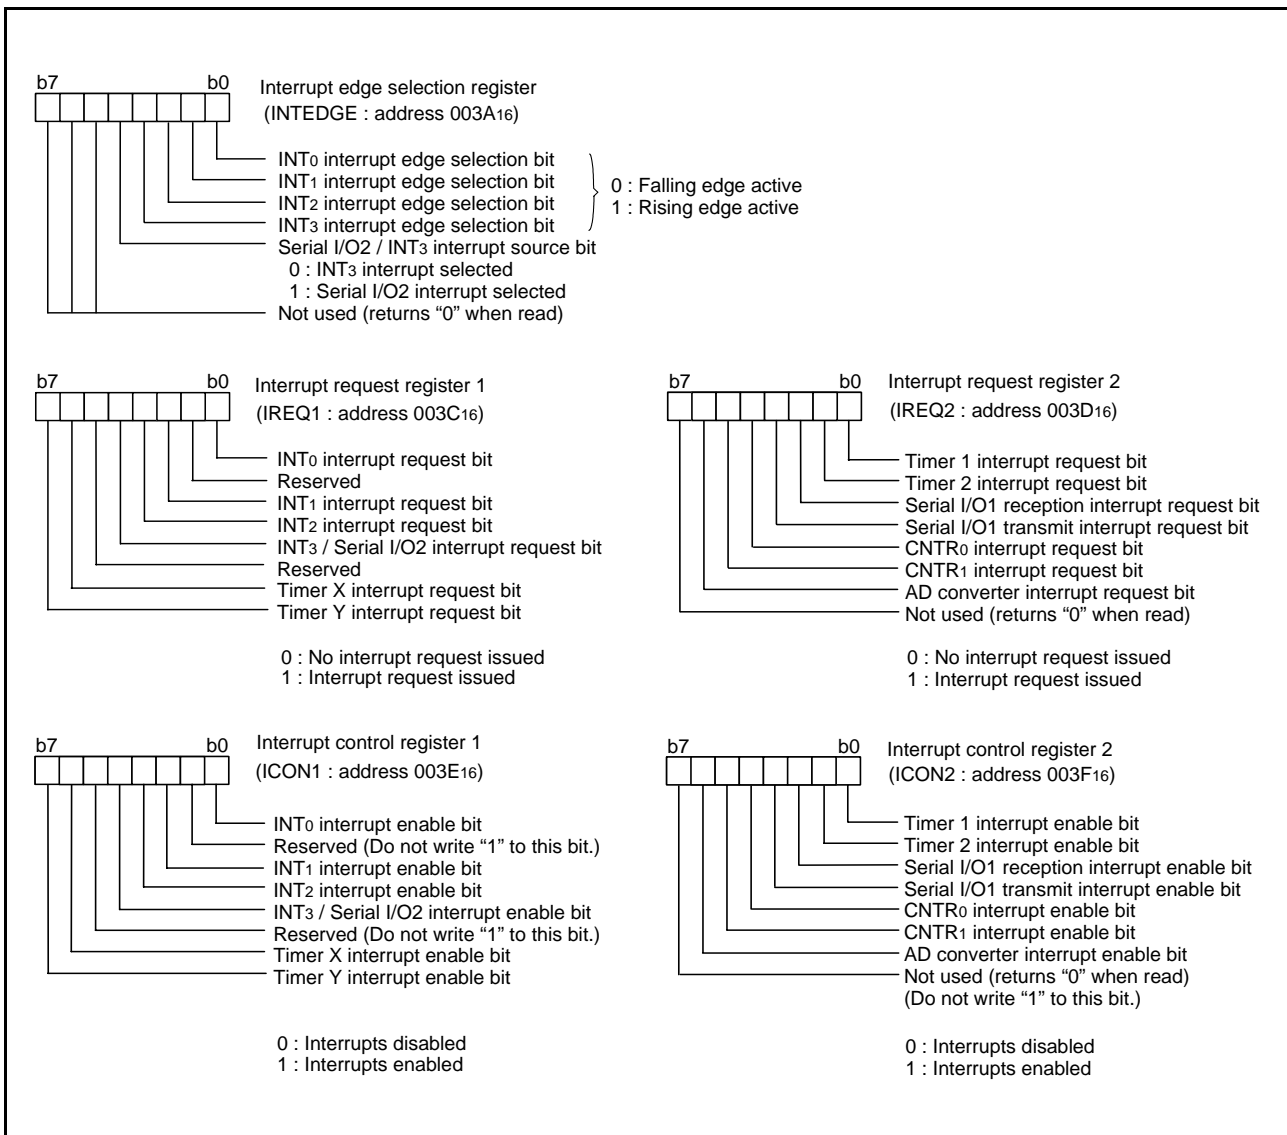 b7 b0 Interrupt edge selection register
(INTEDGE : address 003A16)
INT0 interrupt edge selection bit
INT1 interrupt edge selection bit
INT2 interrupt edge selection bit
INT3 interrupt edge selection bit
0 : Falling edge active
1 : Rising edge active
Serial I/O2 / INT3 interrupt source bit
0 : INT3 interrupt selected
1 : Serial I/O2 interrupt selected
Not used (returns “0” when read)
b7 b0 Interrupt request register 1
(IREQ1 : address 003C16)
INT0 interrupt request bit
Reserved
INT1 interrupt request bit
INT2 interrupt request bit
INT3 / Serial I/O2 interrupt request bit
Reserved
Timer X interrupt request bit
Timer Y interrupt request bit
0 : No interrupt request issued
1 : Interrupt request issued
b7 b0 Interrupt request register 2
(IREQ2 : address 003D16)
Timer 1 interrupt request bit
Timer 2 interrupt request bit
Serial I/O1 reception interrupt request bit
Serial I/O1 transmit interrupt request bit
CNTR0 interrupt request bit
CNTR1 interrupt request bit
AD converter interrupt request bit
Not used (returns “0” when read)
0 : No interrupt request issued
1 : Interrupt request issued
b7 b0 Interrupt control register 1
(ICON1 : address 003E16)
INT0 interrupt enable bit
Reserved (Do not write “1” to this bit.)
INT1 interrupt enable bit
INT2 interrupt enable bit
INT3 / Serial I/O2 interrupt enable bit
Reserved (Do not write “1” to this bit.)
Timer X interrupt enable bit
Timer Y interrupt enable bit
0 : Interrupts disabled
1 : Interrupts enabled
b7 b0 Interrupt control register 2
(ICON2 : address 003F16)
Timer 1 interrupt enable bit
Timer 2 interrupt enable bit
Serial I/O1 reception interrupt enable bit
Serial I/O1 transmit interrupt enable bit
CNTR0 interrupt enable bit
CNTR1 interrupt enable bit
AD converter interrupt enable bit
Not used (returns “0” when read)
(Do not write “1” to this bit.)
0 : Interrupts disabled
1 : Interrupts enabled